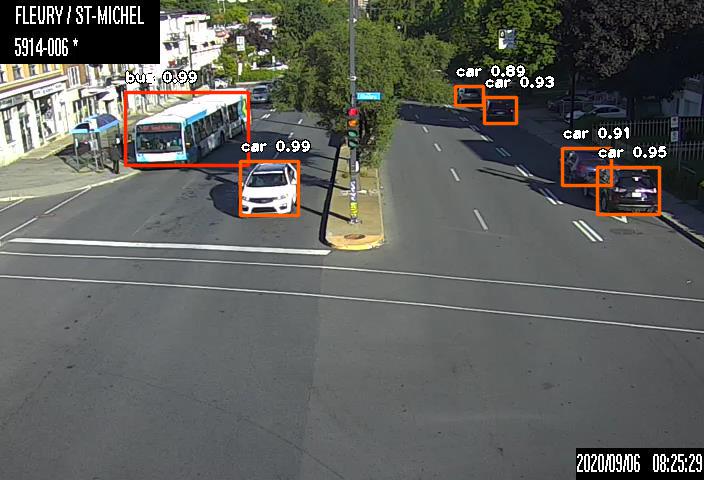 FLEURY / ST-MICHEL
5914-006 *
bus 0.99
car 0.99
car 0.89
car 0.93
car 0.91
car 0.95
2020/09/06 08:25:29